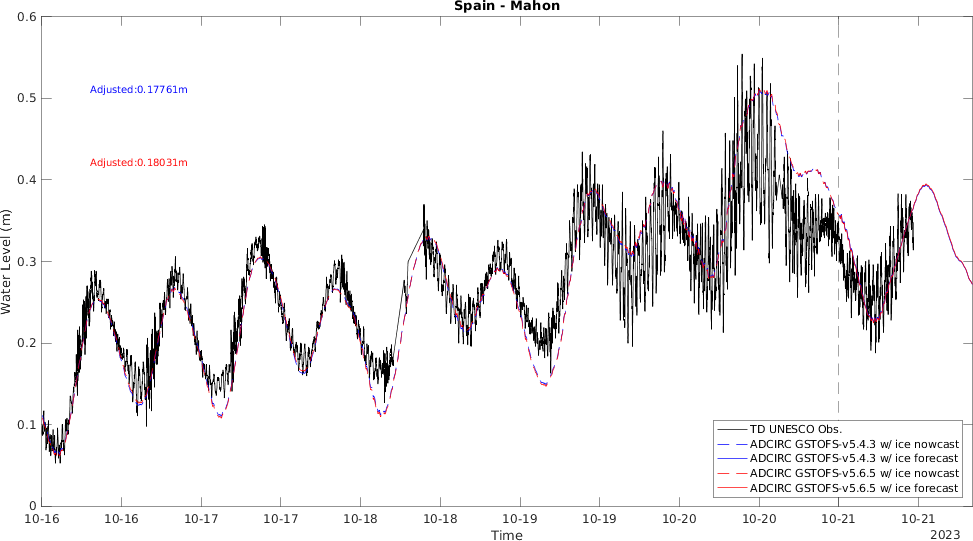 Spain - Mahon
0.6
0.5
0.4
0.3
0.2
0.1
0
Water Level (m)
Adjusted:0.17761m
Adjusted:0.18031m
TD UNESCO Obs.
ADCIRC GSTOFS-v5.4.3 w/ ice nowcast
ADCIRC GSTOFS-v5.4.3 w/ ice forecast
ADCIRC GSTOFS-v5.6.5 w/ ice nowcast
ADCIRC GSTOFS-v5.6.5 w/ ice forecast
10-16 10-16 10-17 10-17 10-18 10-18 10-19 10-19 10-20 10-20 10-21 10-21
Time
2023